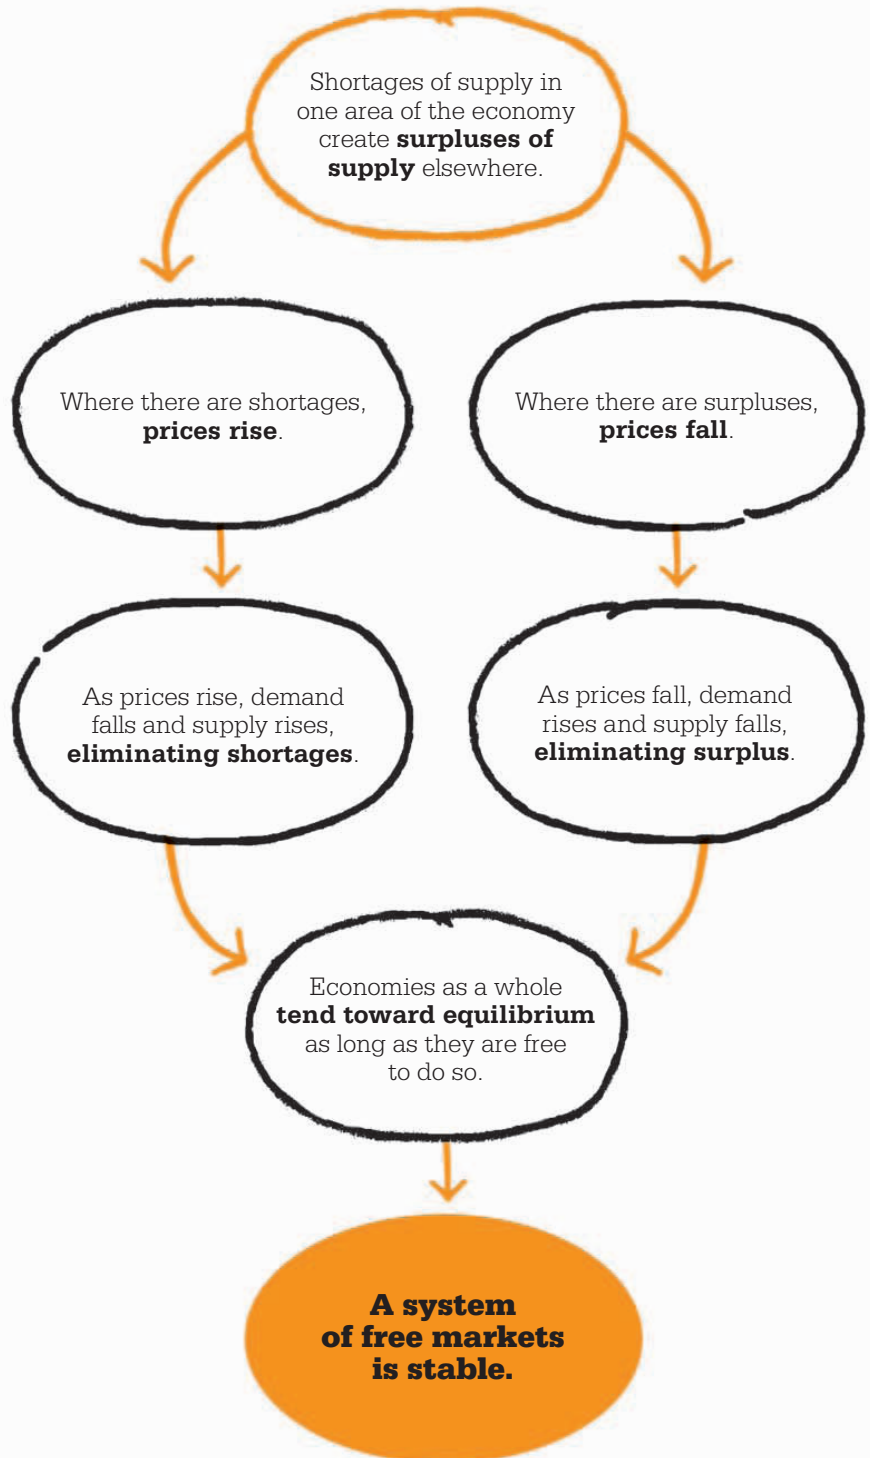 Shortages of supply in
one area of the economy
create surpluses of
supply elsewhere.
Where there are shortages,
prices rise.
Where there are surpluses,
prices fall.
As prices rise, demand
falls and supply rises,
eliminating shortages.
As prices fall, demand
rises and supply falls,
eliminating surplus.
Economies as a whole
tend toward equilibrium
as long as they are free
to do so.
A system
of free markets
is stable.